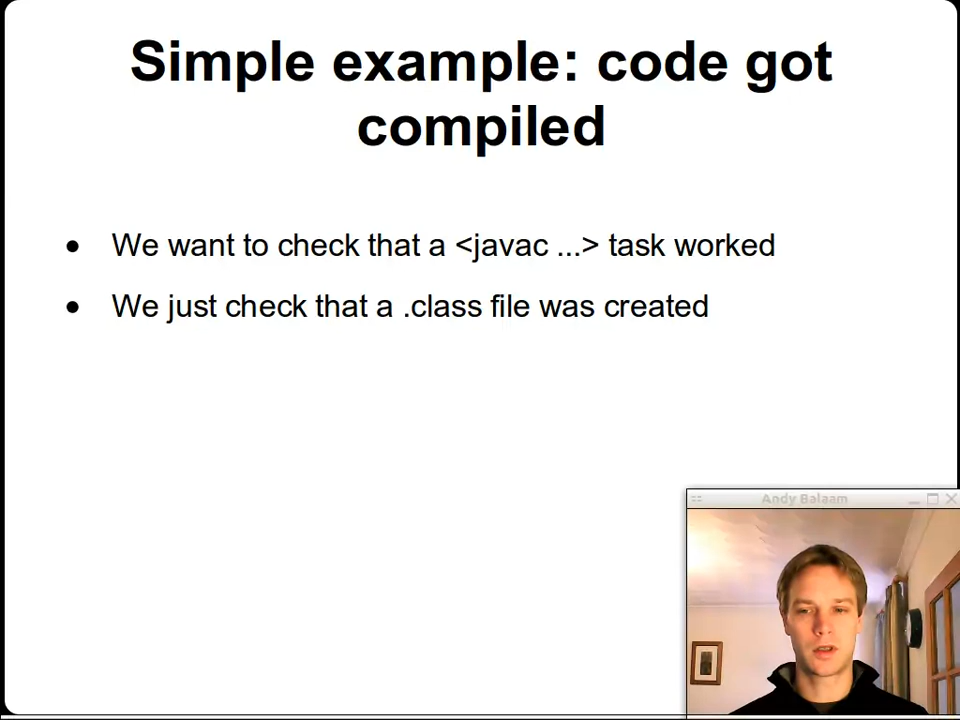 Simple example: code got
compiled
● We want to check that a <javac ...> task worked
● We just check that a .class file was created
Andy Balaam